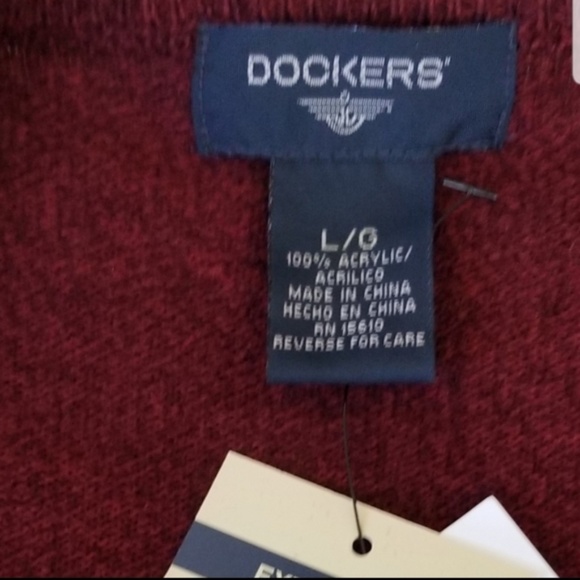 DOCKERS
L/G
100% ACRYLIC/
ACRILICO
MADE IN CHINA
HECHO EN CHINA
RN 15610
REVERSE FOR CARE